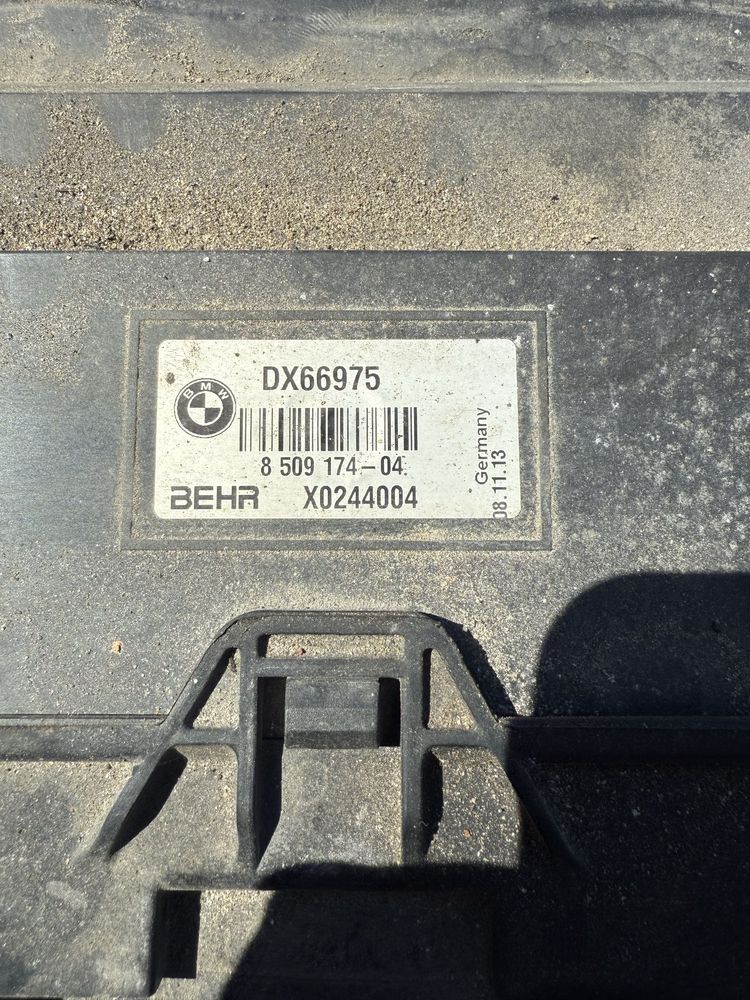 BMW
DX66975
8 509 174-04
BEHR X0244004
Germany
08.11.13